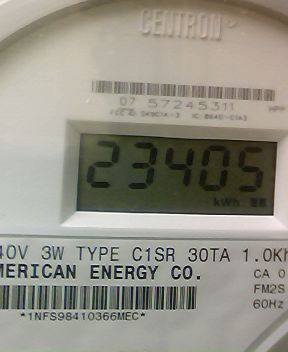 CENTRON
07 57245311
23405
kWh
40V 3W TYPE C1SR 30TA 1.0Kh
MERICAN ENERGY CO.
CA 0
FM2S
60Hz
*1NFS98410366MEC*